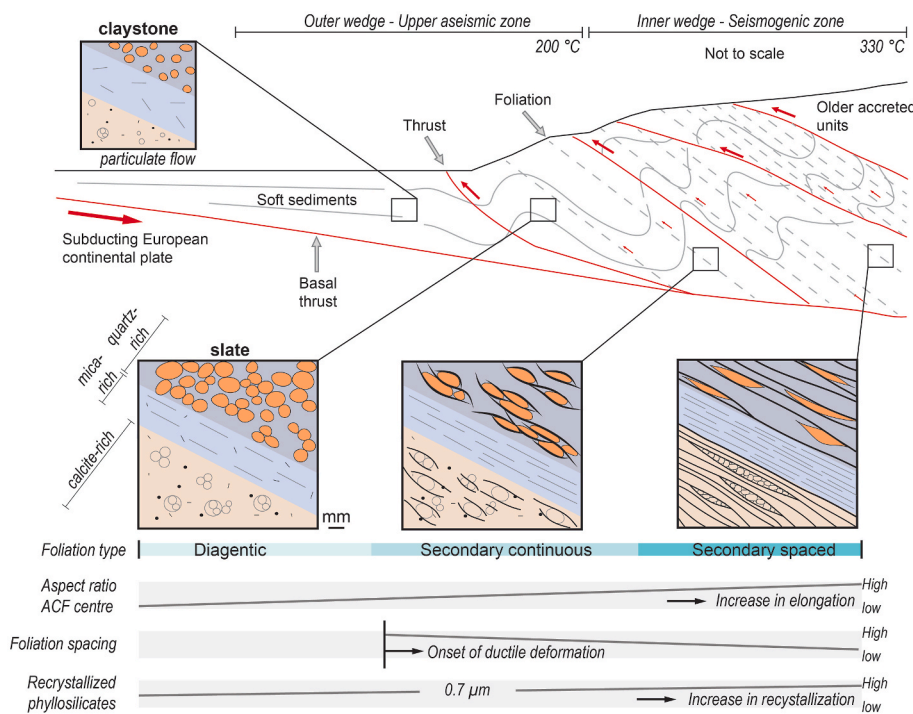 Outer wedge - Upper aseismic zone
Inner wedge - Seismogenic zone
200 °C
330 °C
Not to scale
claystone
particulate flow
Foliation
Thrust
Older accreted
units
Soft sediments
Subducting European
continental plate
Basal
thrust
quartz-
rich
mica-
rich
calcite-rich
slate
mm
Foliation type
Diagentic
Secondary continuous
Secondary spaced
Aspect ratio
ACF centre
High
low
Increase in elongation
Foliation spacing
High
low
Onset of ductile deformation
Recrystallized
phyllosilicates
0.7 µm
High
low
Increase in recystallization